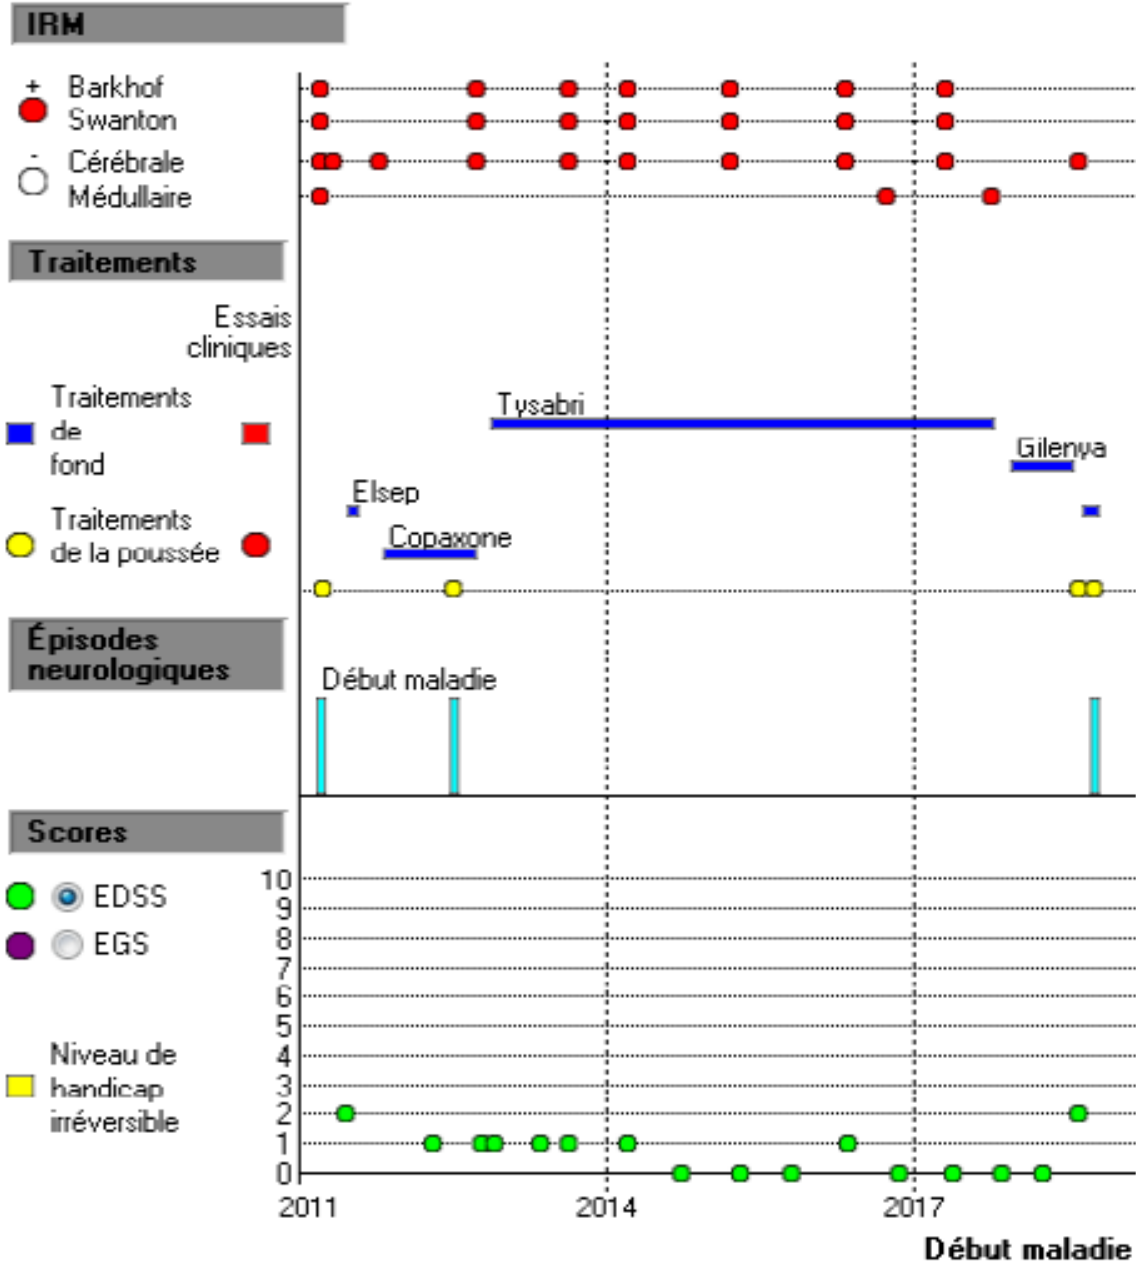 IRM
+
Barkhof
Swanton
-
Cérébrale
Médullaire
Traitements
Essais
cliniques
Traitements
de
fond
Tysabri
Gilenya
Elsep
Copaxone
Traitements
de la poussée
Épisodes
neurologiques
Début maladie
Scores
EDSS
EGS
Niveau de
handicap
irréversible
10
9
8
7
6
5
4
3
2
1
0
2011 2014 2017
Début maladie